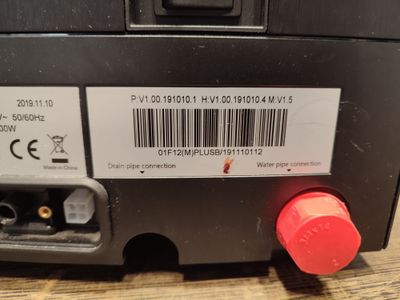 2019.11.10
V~ 50/60Hz
00W
CE
Made in China
P:V1.00.191010.1 H:V1.00.191010.4 M:V1.5
01F12(M)PLUSB/191110112
Drain pipe connection
Water pipe connection